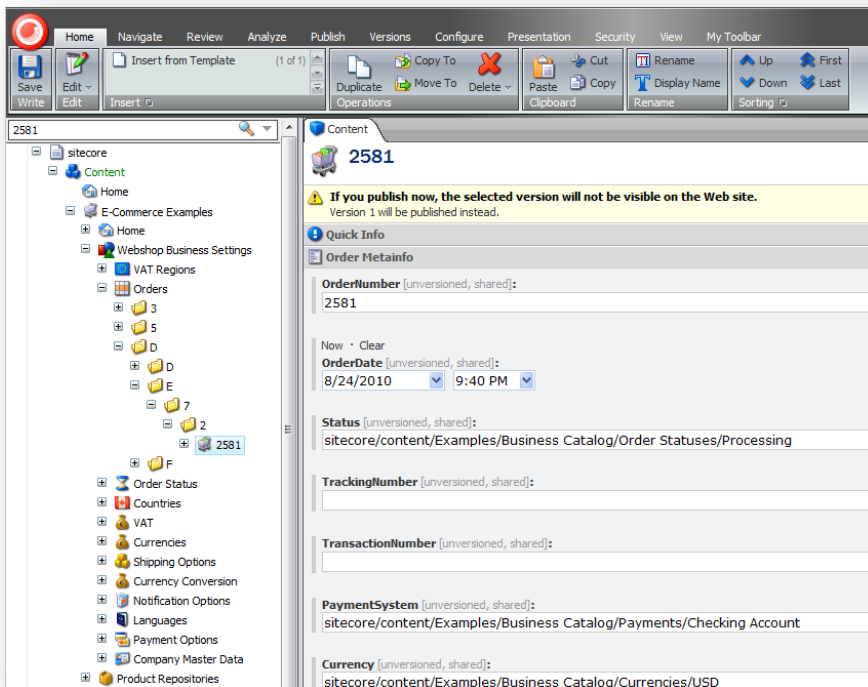 Home Navigate Review Analyze Publish Versions Configure Presentation Security View My Toolbar
Save Edit Insert from Template (1 of 1) Duplicate Copy To Move To Delete Paste Cut Copy Rename Display Name Up Down First Last
Write Edit Insert Operations Clipboard Rename Sorting
2581
sitecore
Content
Home
E-Commerce Examples
Home
Webshop Business Settings
VAT Regions
Orders
3
5
D
D
E
7
2
2581
F
Order Status
Countries
VAT
Currencies
Shipping Options
Currency Conversion
Notification Options
Languages
Payment Options
Company Master Data
Product Repositories
Content
2581
If you publish now, the selected version will not be visible on the Web site.
Version 1 will be published instead.
Quick Info
Order Metainfo
OrderNumber [unversioned, shared]:
2581
Now · Clear
OrderDate [unversioned, shared]:
8/24/2010 9:40 PM
Status [unversioned, shared]:
sitecore/content/Examples/Business Catalog/Order Statuses/Processing
TrackingNumber [unversioned, shared]:
TransactionNumber [unversioned, shared]:
PaymentSystem [unversioned, shared]:
sitecore/content/Examples/Business Catalog/Payments/Checking Account
Currency [unversioned, shared]:
sitecore/content/Examples/Business Catalog/Currencies/USD